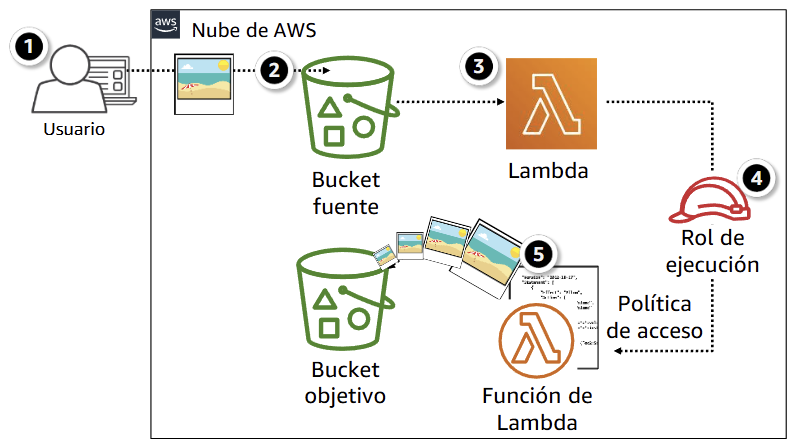 aws
Nube de AWS
1
2
3
Usuario
Bucket
fuente
Lambda
4
Rol de
ejecución
5
Política
de acceso
Bucket
objetivo
Función de
Lambda